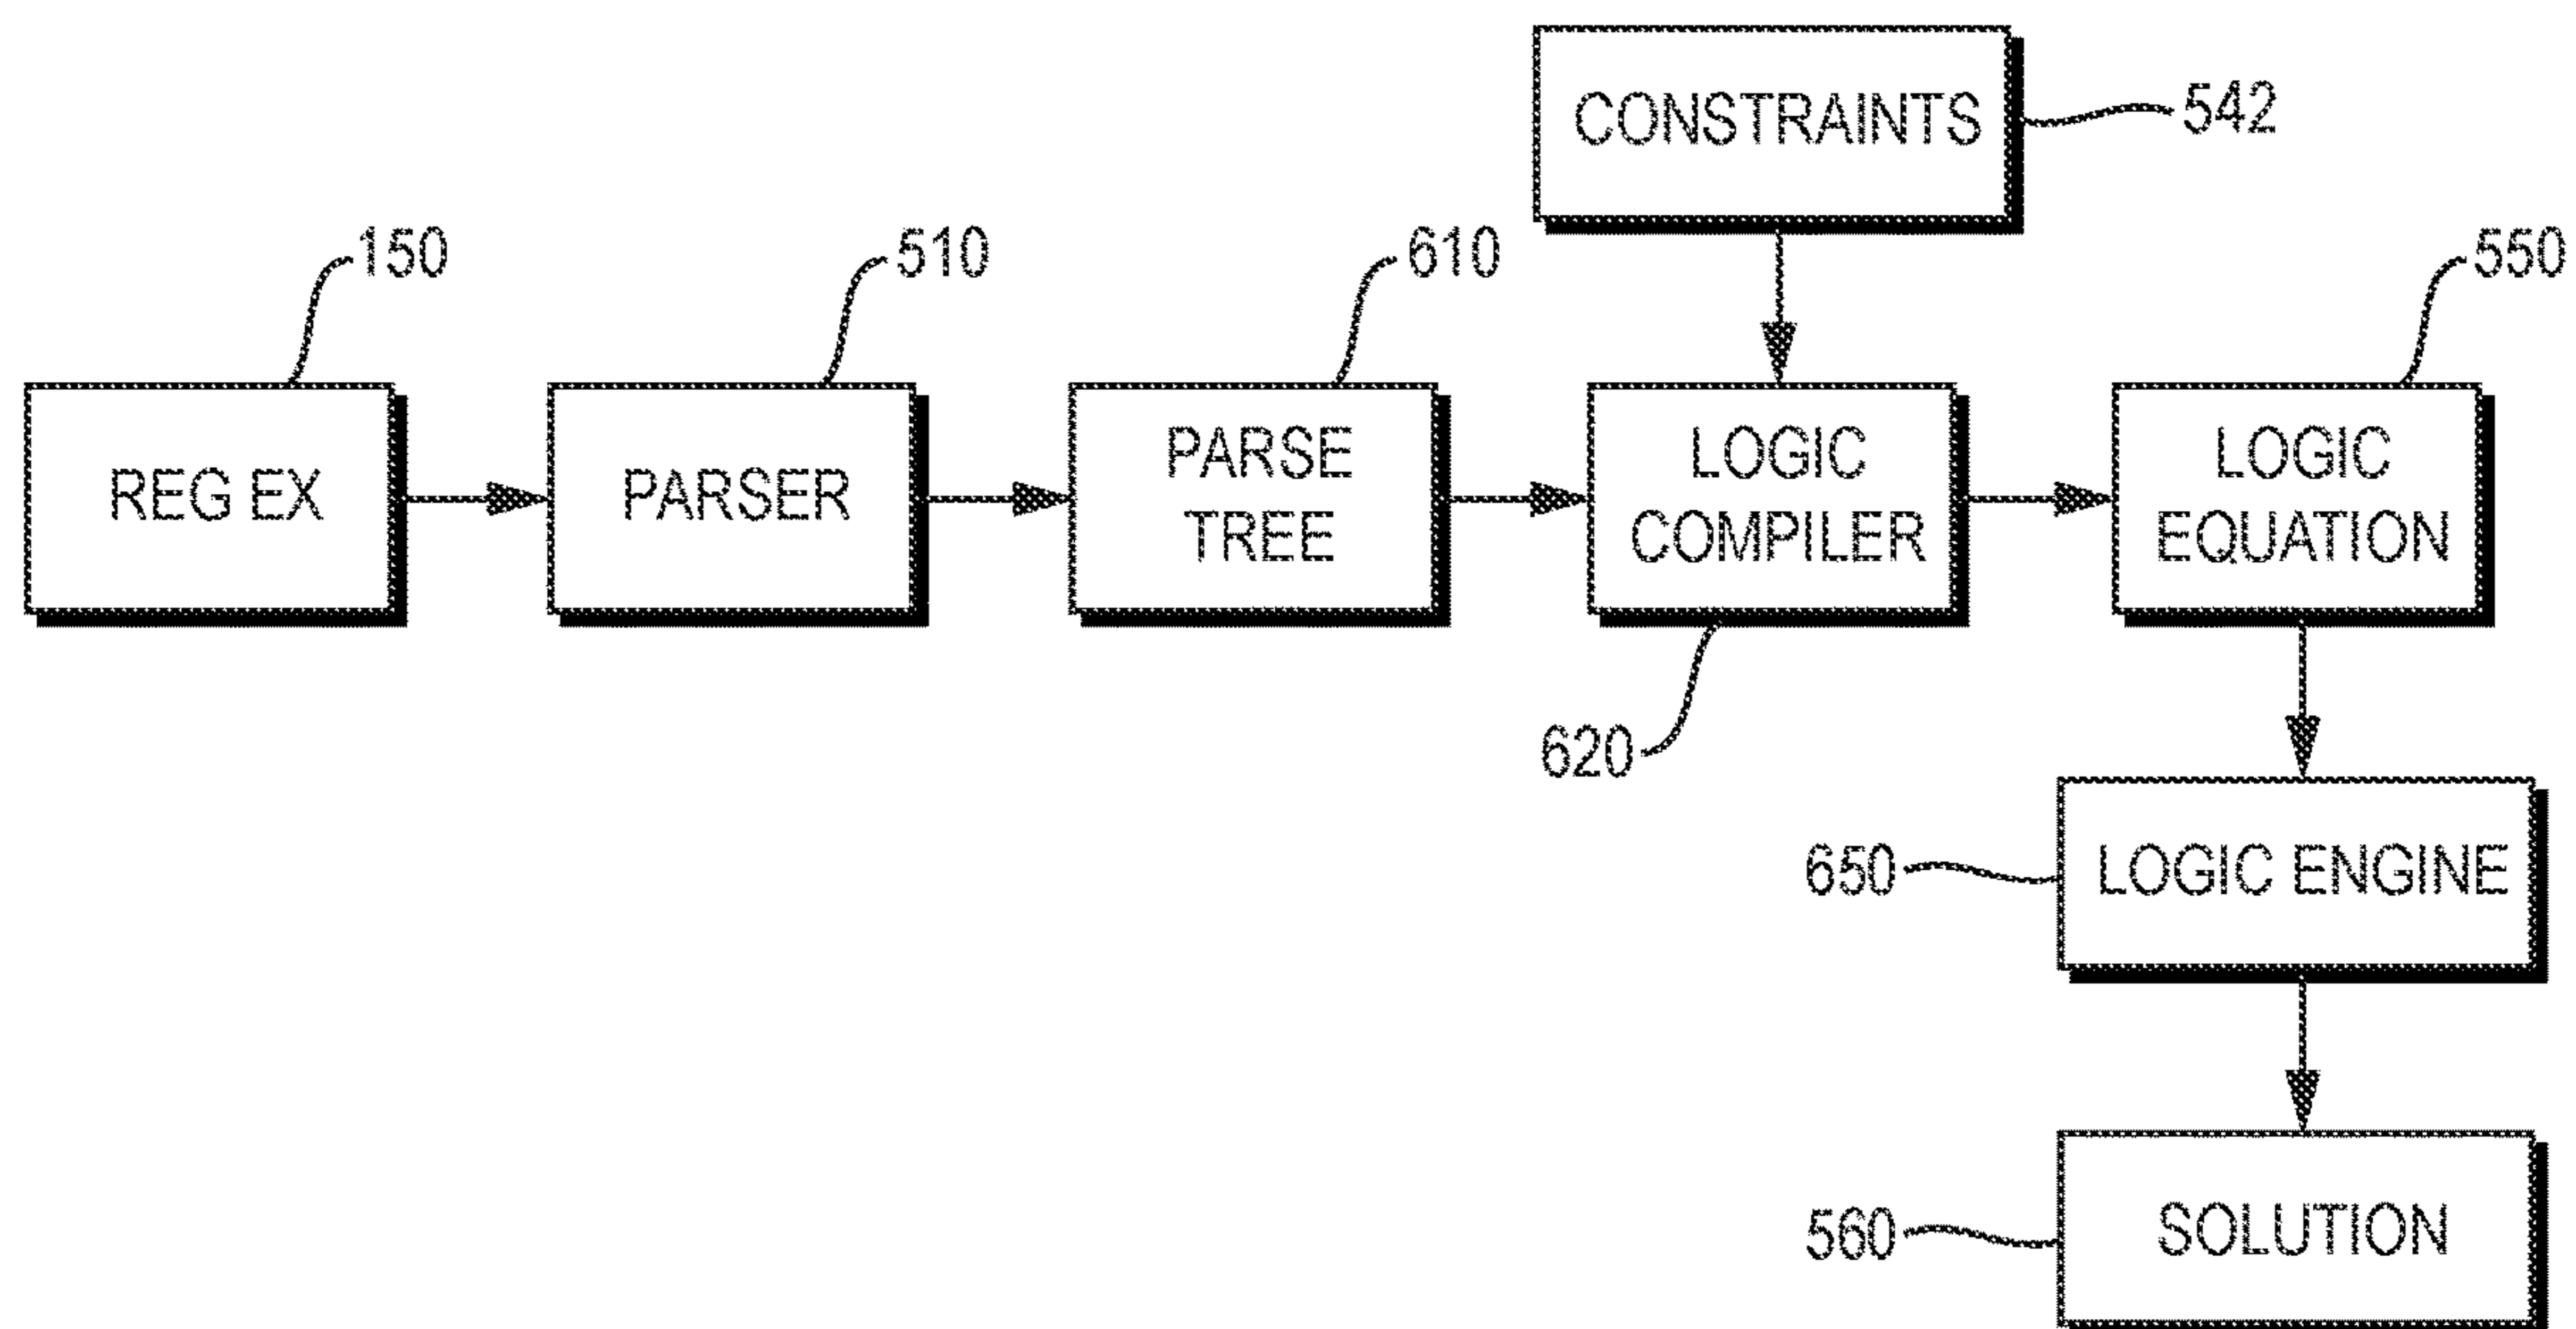 CONSTRAINTS
542
150
510
610
550
REG EX
PARSER
PARSE
TREE
LOGIC
COMPILER
LOGIC
EQUATION
620
650
LOGIC ENGINE
560
SOLUTION